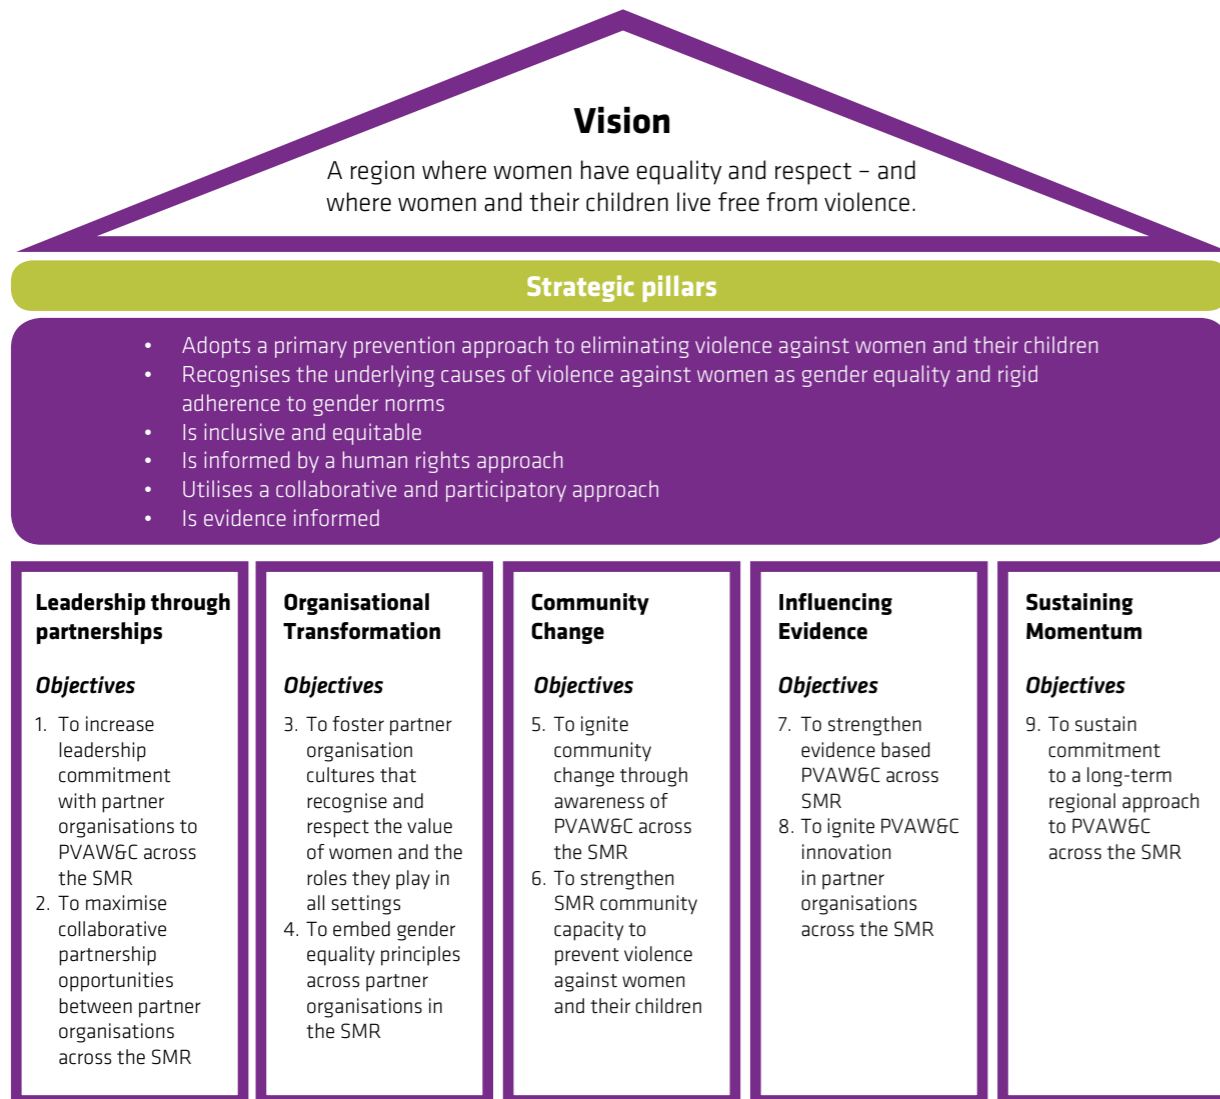 Vision
A region where women have equality and respect – and
where women and their children live free from violence.
Strategic pillars
• Adopts a primary prevention approach to eliminating violence against women and their children
• Recognises the underlying causes of violence against women as gender equality and rigid
adherence to gender norms
• Is inclusive and equitable
• Is informed by a human rights approach
• Utilises a collaborative and participatory approach
• Is evidence informed
Leadership through
partnerships
Objectives
1. To increase
leadership
commitment
with partner
organisations to
PVAW&C across
the SMR
2. To maximise
collaborative
partnership
opportunities
between partner
organisations
across the SMR
Organisational
Transformation
Objectives
3. To foster partner
organisation
cultures that
recognise and
respect the value
of women and the
roles they play in
all settings
4. To embed gender
equality principles
across partner
organisations in
the SMR
Community
Change
Objectives
5. To ignite
community
change through
awareness of
PVAW&C across
the SMR
6. To strengthen
SMR community
capacity to
prevent violence
against women
and their children
Influencing
Evidence
Objectives
7. To strengthen
evidence based
PVAW&C across
SMR
8. To ignite PVAW&C
innovation
in partner
organisations
across the SMR
Sustaining
Momentum
Objectives
9. To sustain
commitment
to a long-term
regional approach
to PVAW&C
across the SMR